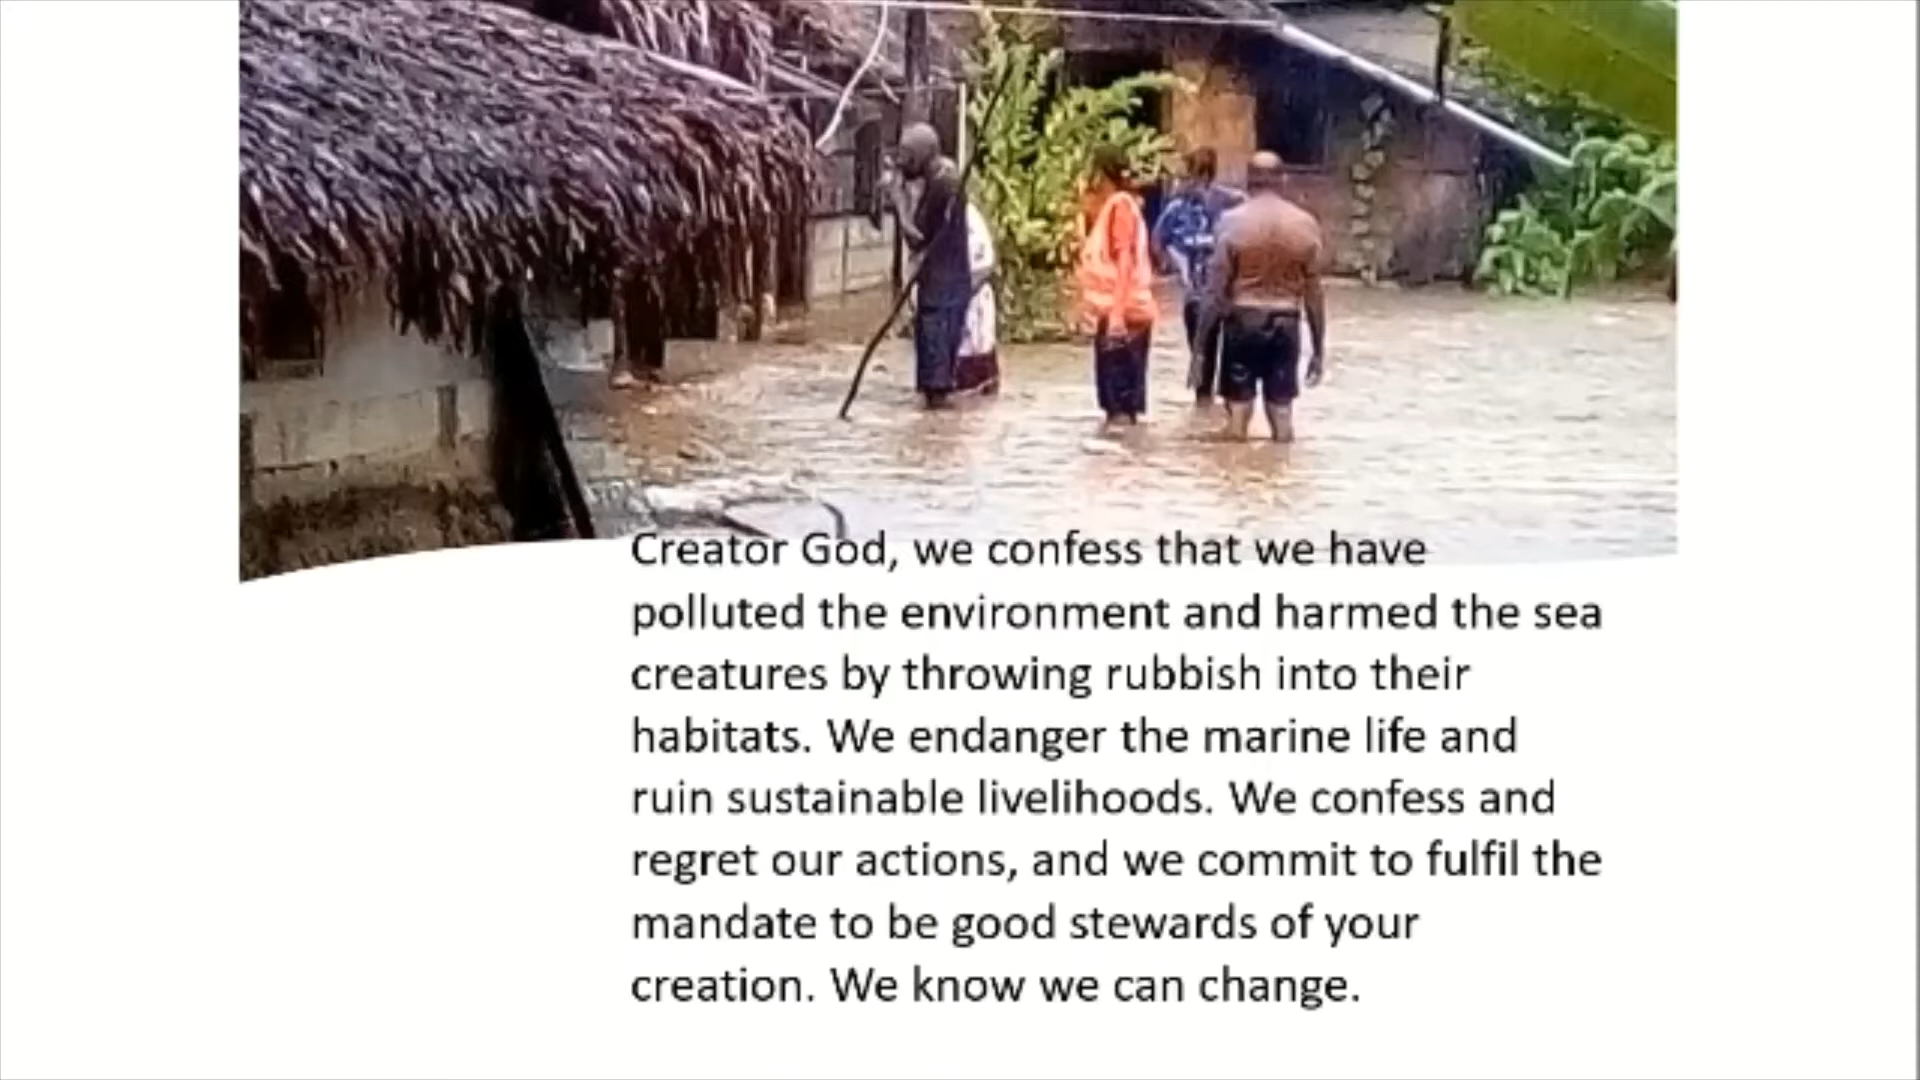 Creator God, we confess that we have
polluted the environment and harmed the sea
creatures by throwing rubbish into their
habitats. We endanger the marine life and
ruin sustainable livelihoods. We confess and
regret our actions, and we commit to fulfil the
mandate to be good stewards of your
creation. We know we can change.